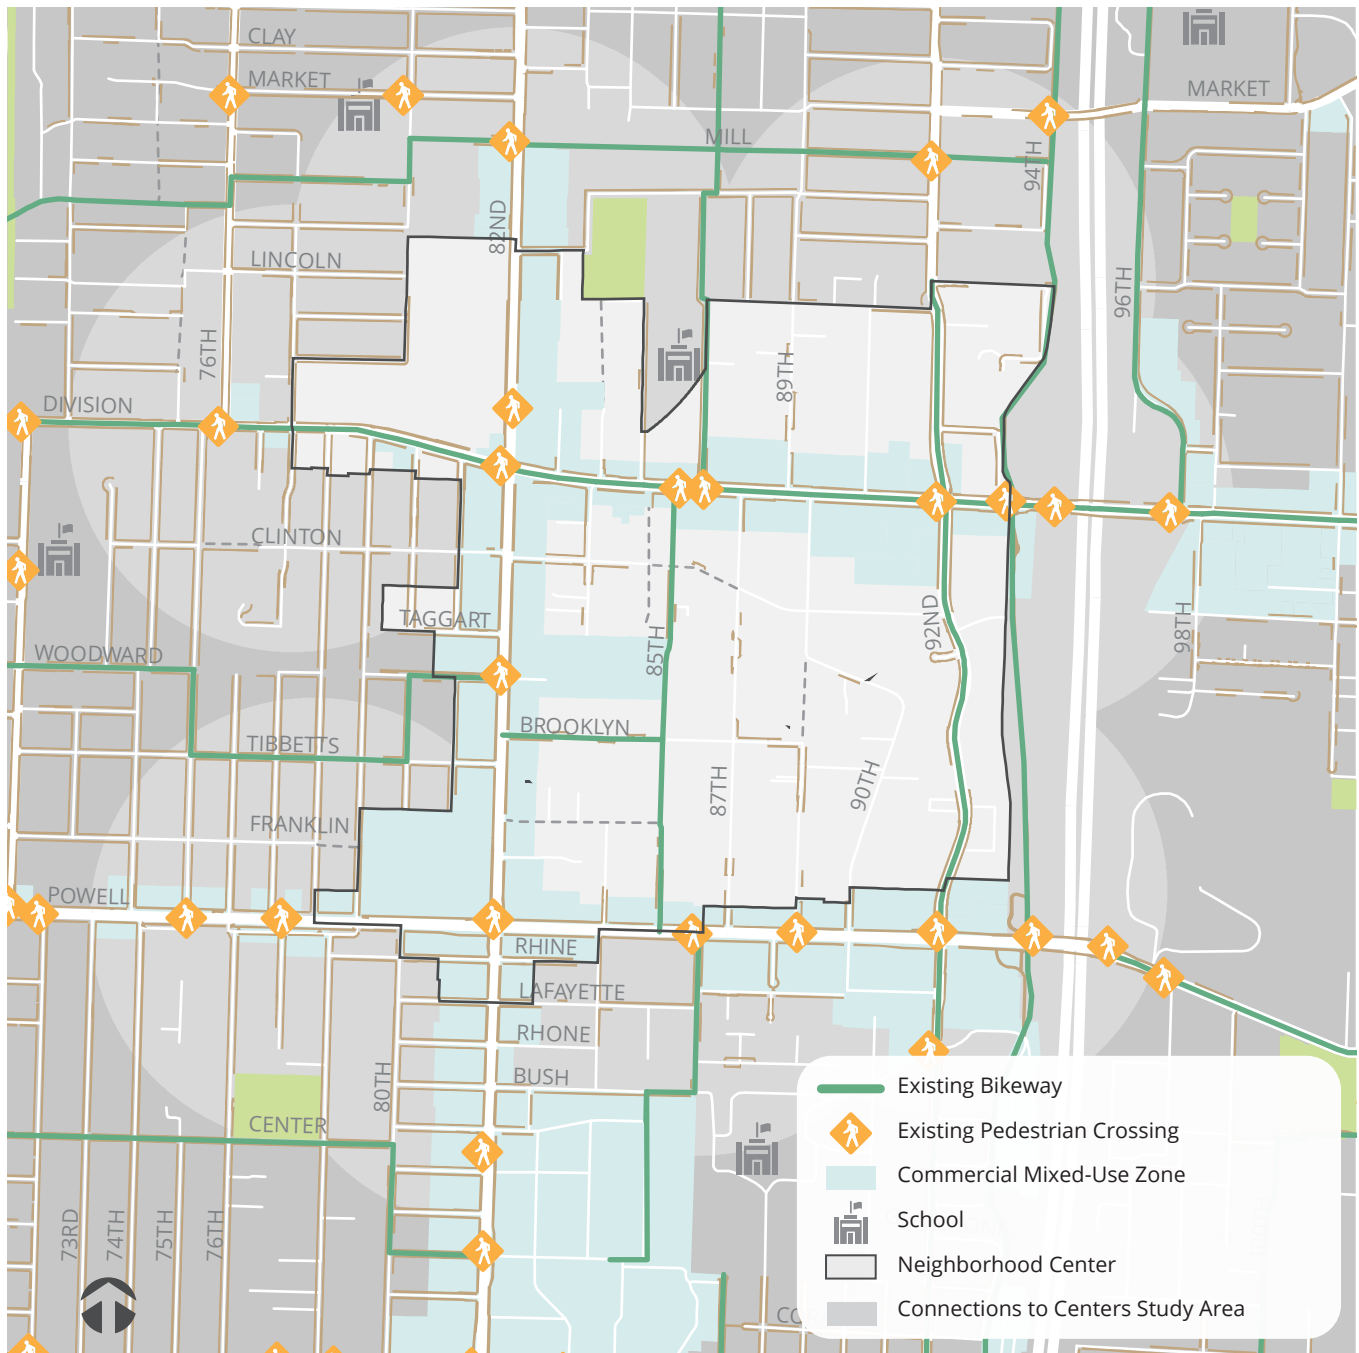 CLAY
MARKET
MARKET
MILL
94TH
82ND
LINCOLN
96TH
76TH
89TH
DIVISION
CLINTON
TAGGART
92ND
98TH
85TH
WOODWARD
BROOKLYN
TIBBETTS
87TH
90TH
FRANKLIN
POWELL
RHINE
LAFAYETTE
RHONE
BUSH
80TH
CENTER
73RD
74TH
75TH
76TH
Existing Bikeway
Existing Pedestrian Crossing
Commercial Mixed-Use Zone
School
Neighborhood Center
Connections to Centers Study Area